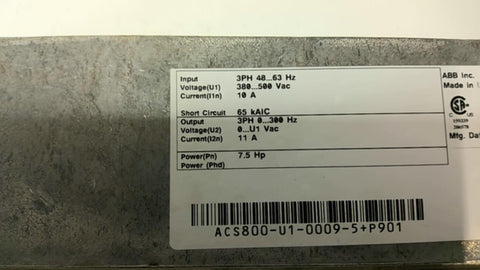 Input 3PH 48...63 Hz
Voltage(U1) 380...500 Vac
Current(I1n) 10 A
Short Circuit 65 kAIC
Output 3PH 0...300 Hz
Voltage(U2) 0...U1 Vac
Current(I2n) 11 A
Power(Pn) 7.5 Hp
Power (Phd)
ACS800-U1-0009-5+P901
ABB Inc.
Made in
C US
Mfg. Dat